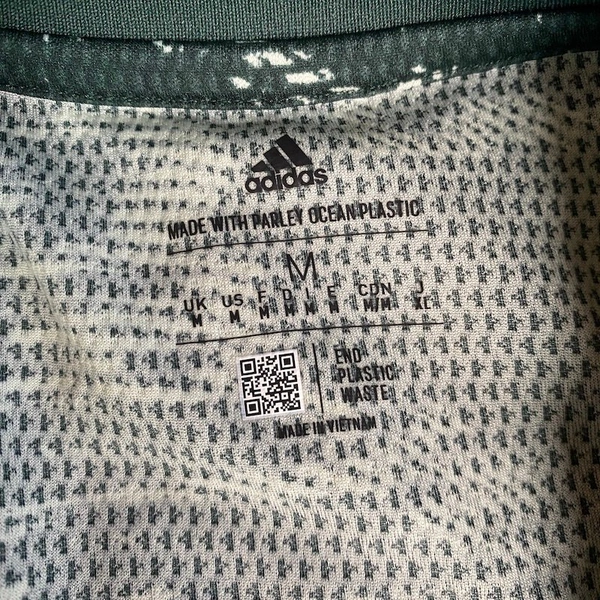 adidas
MADE WITH PARLEY OCEAN PLASTIC
M
UK US F D I E CDN J
M M M M M M M/M XL
END
PLASTIC
WASTE
MADE IN VIETNAM